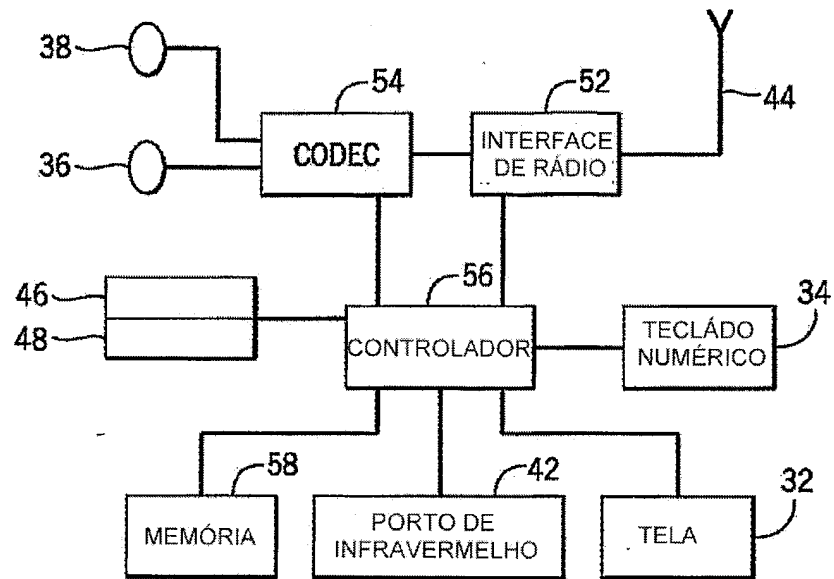 38
54
52
44
CODEC
INTERFACE
DE RÁDIO
36
46
48
56
34
CONTROLADOR
TECLÁDO
NUMÉRICO
58
42
32
MEMÓRIA
PORTO DE
INFRAVERMELHO
TELA